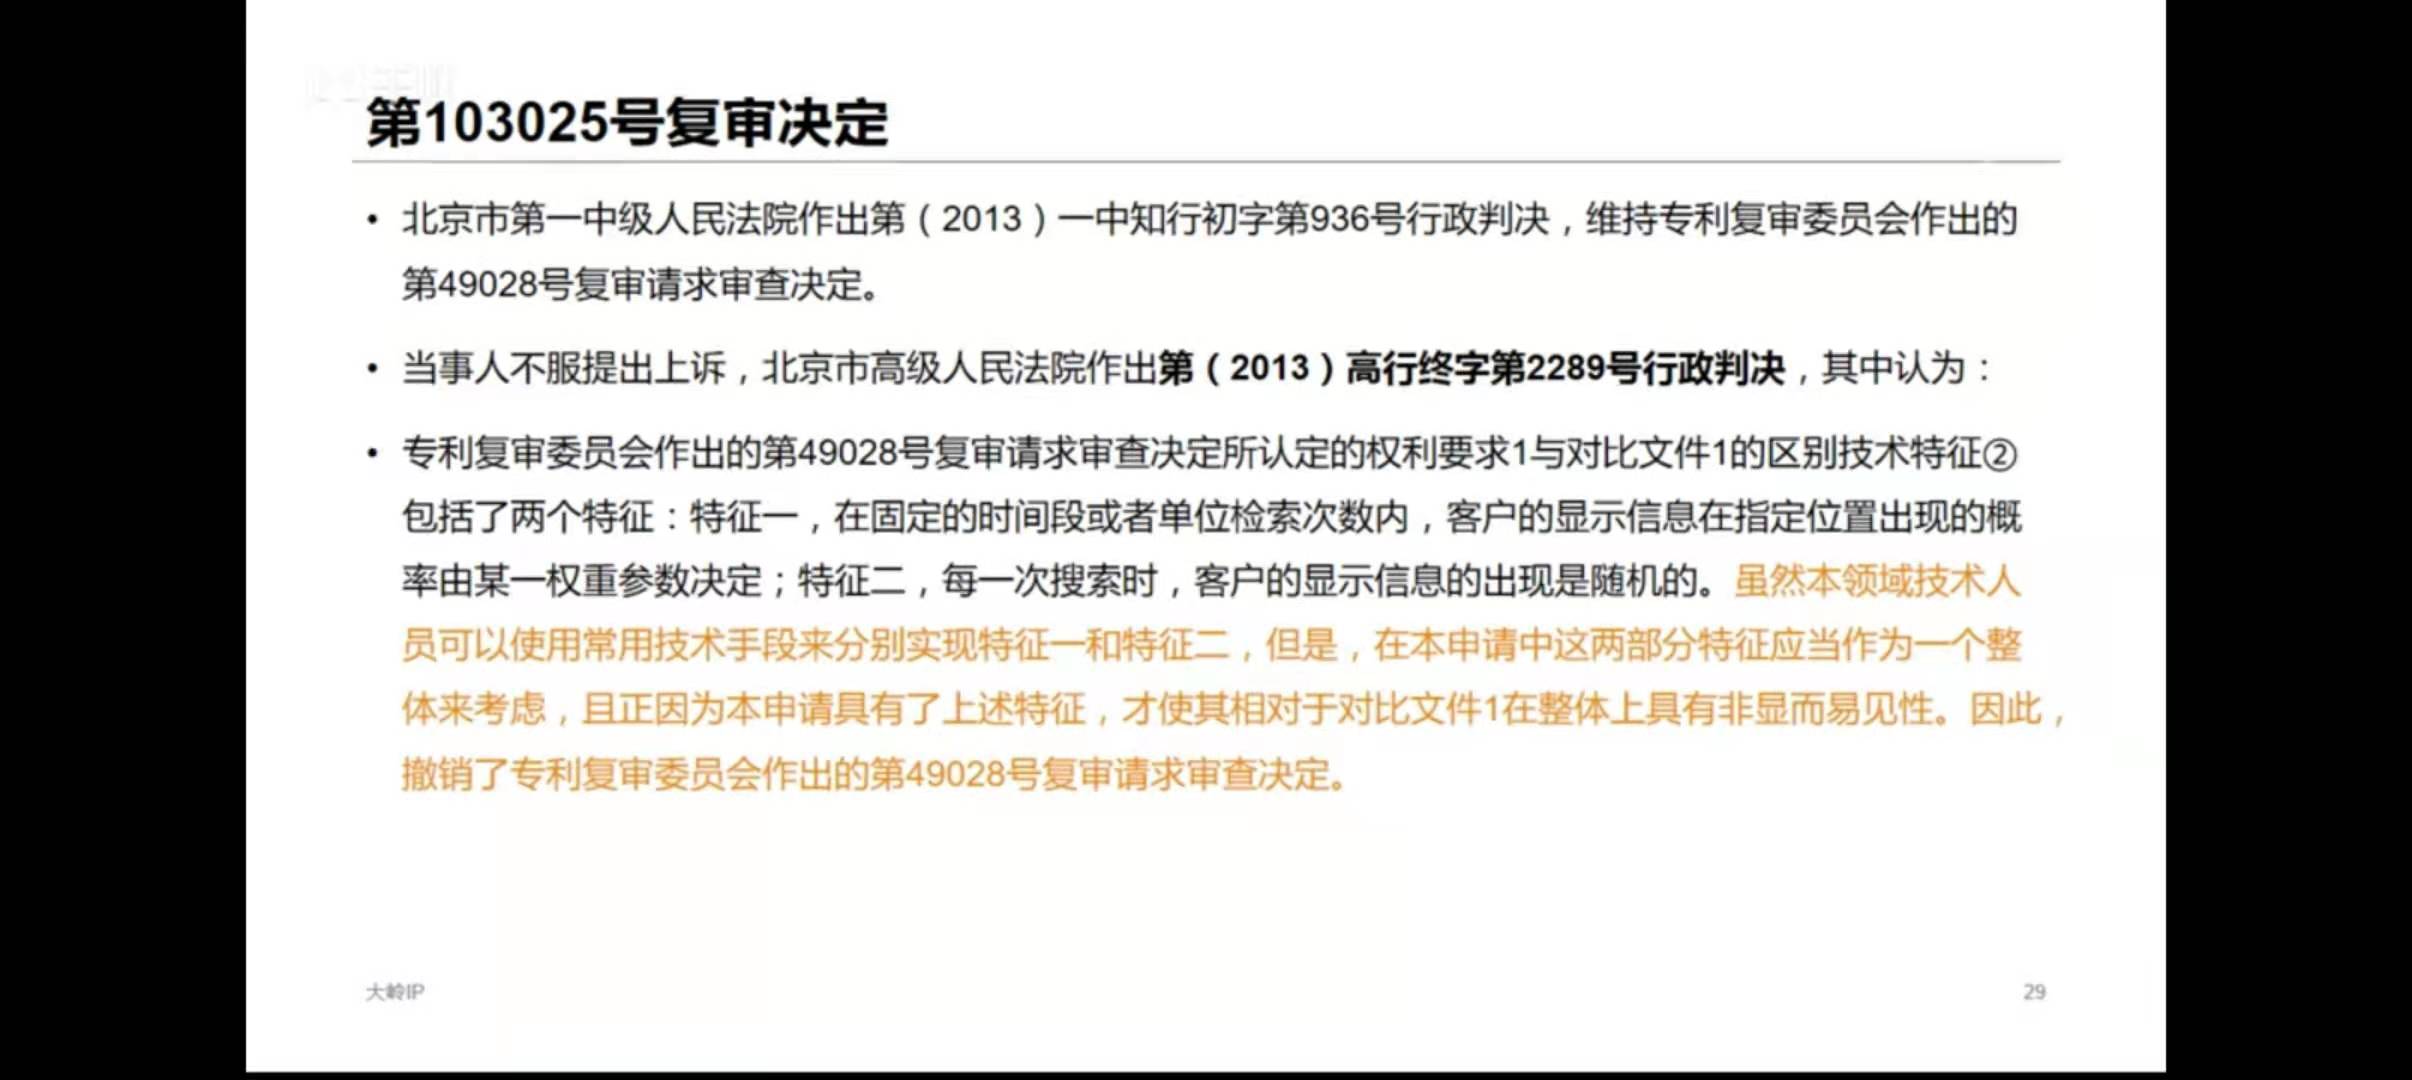 第103025号复审决定
• 北京市第一中级人民法院作出第（2013）一中知行初字第936号行政判决，维持专利复审委员会作出的
第49028号复审请求审查决定。
• 当事人不服提出上诉，北京市高级人民法院作出第（2013）高行终字第2289号行政判决，其中认为：
• 专利复审委员会作出的第49028号复审请求审查决定所认定的权利要求1与对比文件1的区别技术特征②
包括了两个特征：特征一，在固定的时间段或者单位检索次数内，客户的显示信息在指定位置出现的概
率由某一权重参数决定；特征二，每一次搜索时，客户的显示信息的出现是随机的。虽然本领域技术人
员可以使用常用技术手段来分别实现特征一和特征二，但是，在本申请中这两部分特征应当作为一个整
体来考虑，且正因为本申请具有了上述特征，才使其相对于对比文件1在整体上具有非显而易见性。因此，
撤销了专利复审委员会作出的第49028号复审请求审查决定。
大岭IP
29